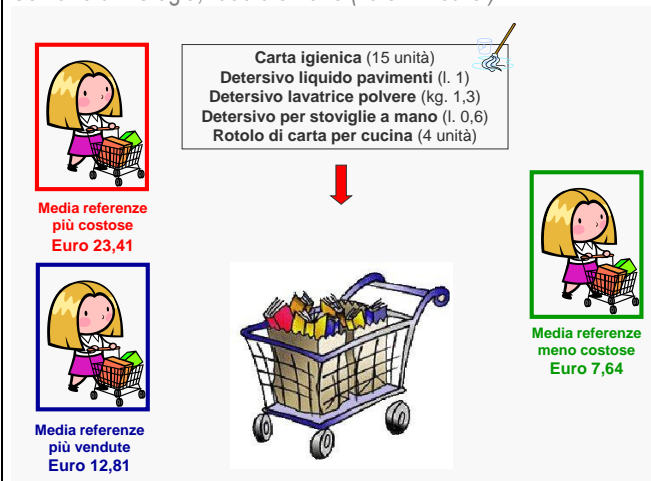 Carta igienica (15 unità)
Detersivo liquido pavimenti (l. 1)
Detersivo lavatrice polvere (kg. 1,3)
Detersivo per stoviglie a mano (l. 0,6)
Rotolo di carta per cucina (4 unità)
Media referenze
più costose
Euro 23,41
Media referenze
meno costose
Euro 7,64
Media referenze
più vendute
Euro 12,81